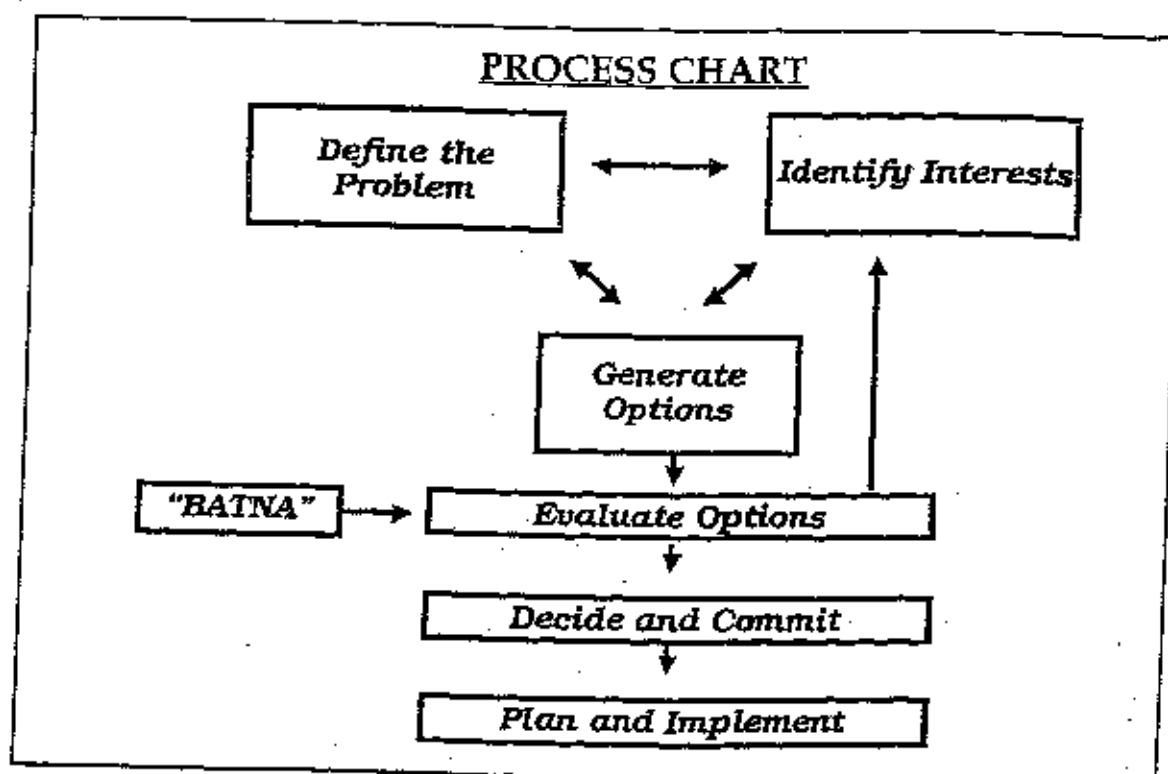 PROCESS CHART
Define the
Problem
Identify Interests
Generate
Options
"BATNA"
Evaluate Options
Decide and Commit
Plan and Implement